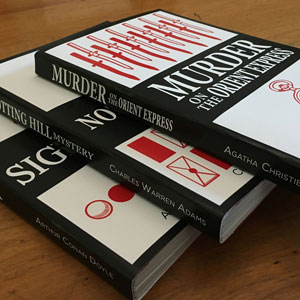 MURDER
ON THE ORIENT EXPRESS
MURDER
ON
THE ORIENT EXPRESS
AGATHA CHRISTIE
OTTING HILL MYSTERY
NO
CHARLES WARREN ADAMS
SIG
ARTHUR CONAN DOYLE